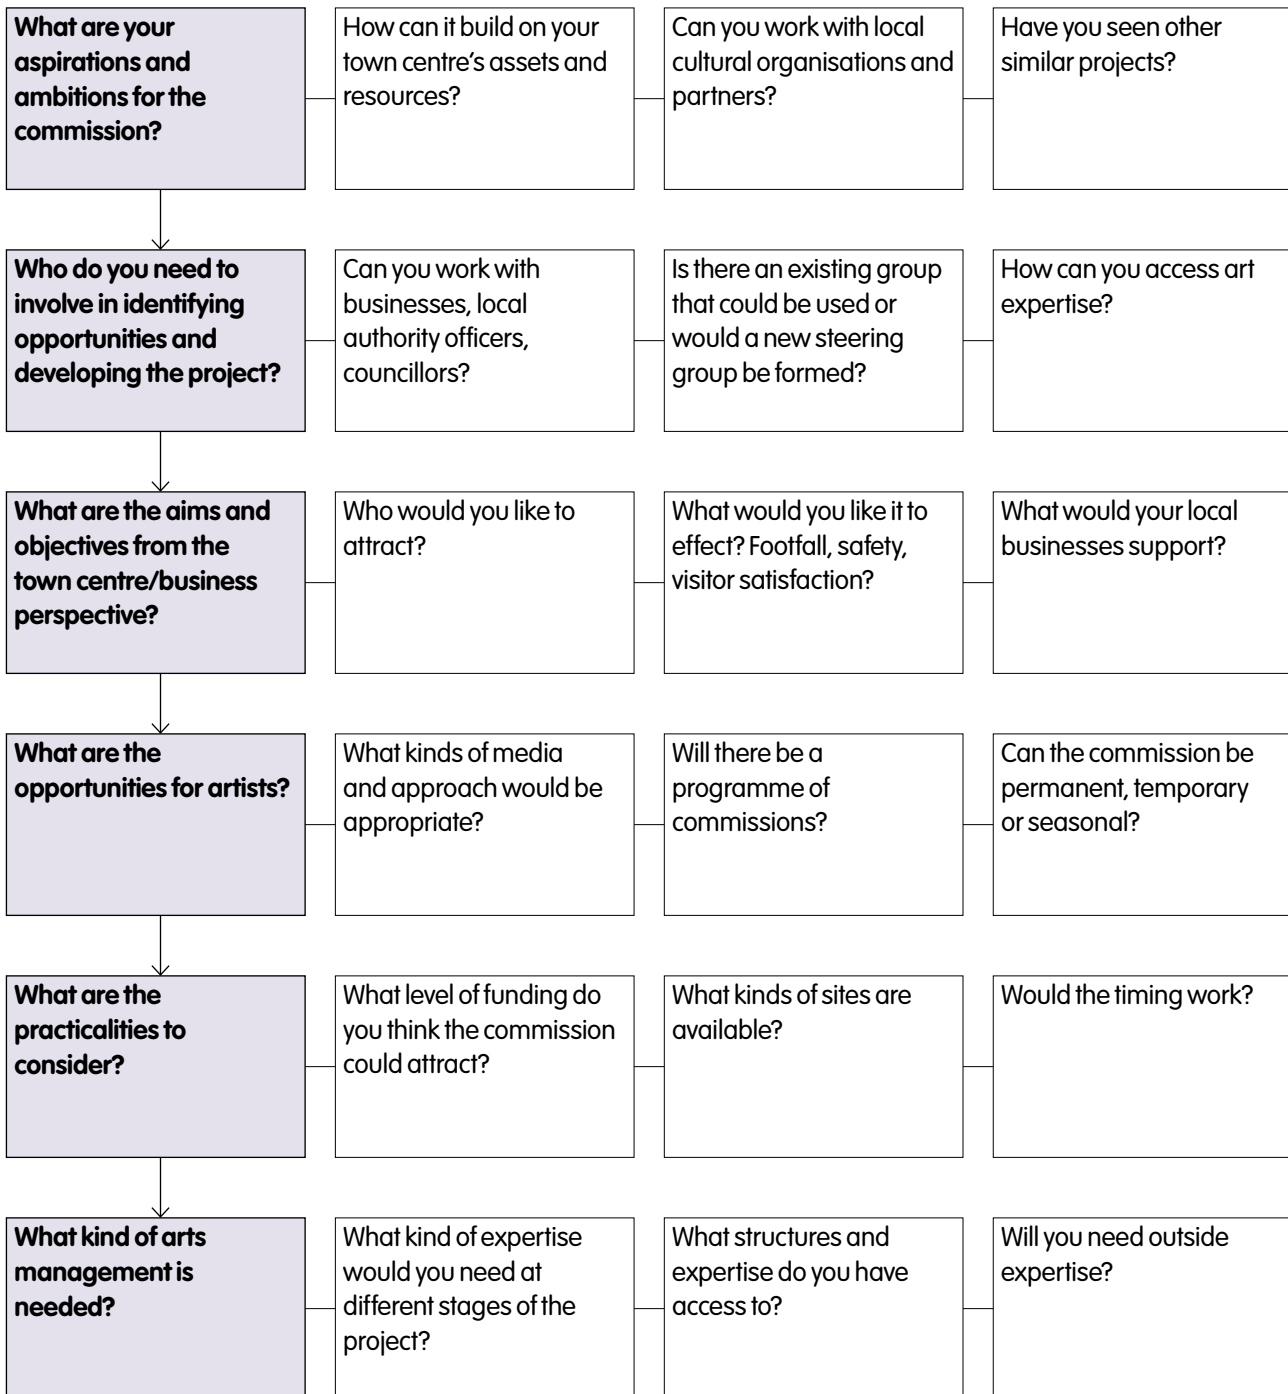 What are your
aspirations and
ambitions for the
commission?
How can it build on your
town centre's assets and
resources?
Can you work with local
cultural organisations and
partners?
Have you seen other
similar projects?
Who do you need to
involve in identifying
opportunities and
developing the project?
Can you work with
businesses, local
authority officers,
councillors?
Is there an existing group
that could be used or
would a new steering
group be formed?
How can you access art
expertise?
What are the aims and
objectives from the
town centre/business
perspective?
Who would you like to
attract?
What would you like it to
effect? Footfall, safety,
visitor satisfaction?
What would your local
businesses support?
What are the
opportunities for artists?
What kinds of media
and approach would be
appropriate?
Will there be a
programme of
commissions?
Can the commission be
permanent, temporary
or seasonal?
What are the
practicalities to
consider?
What level of funding do
you think the commission
could attract?
What kinds of sites are
available?
Would the timing work?
What kind of arts
management is
needed?
What kind of expertise
would you need at
different stages of the
project?
What structures and
expertise do you have
access to?
Will you need outside
expertise?